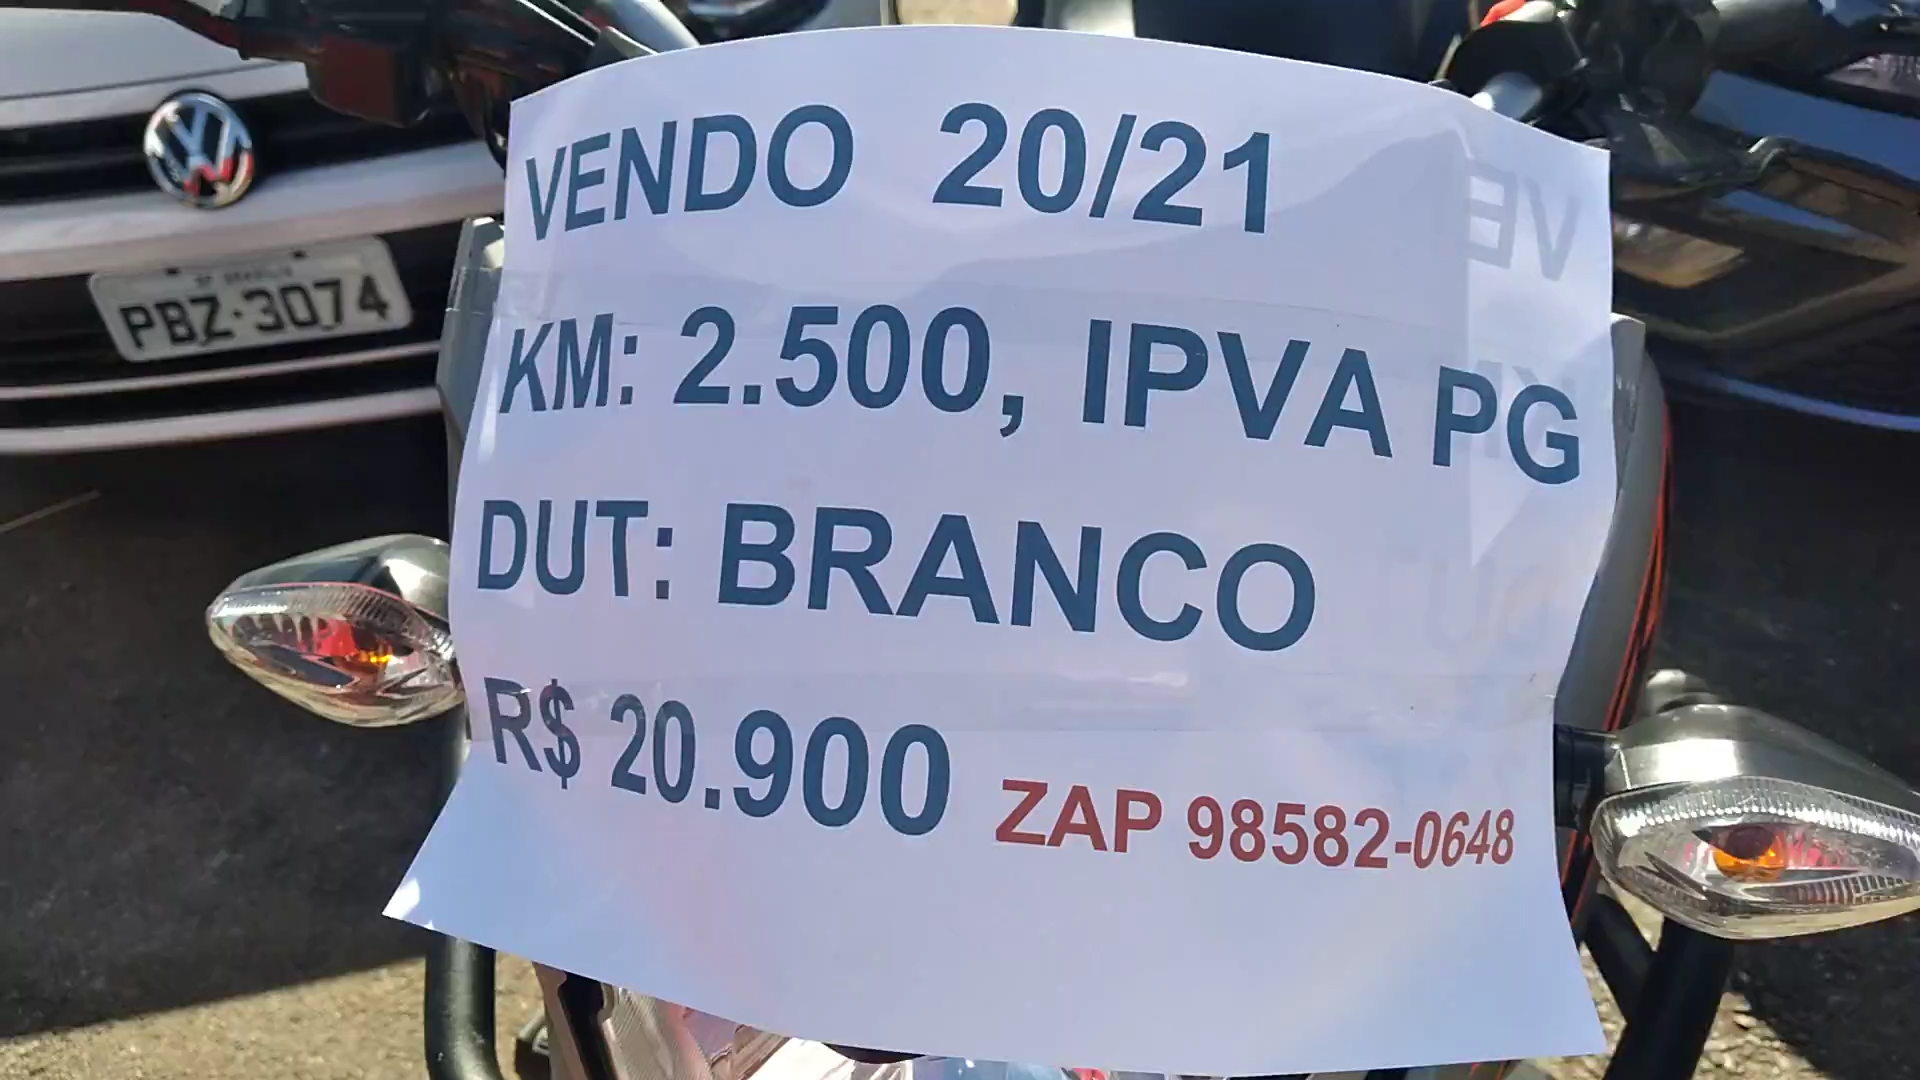 VENDO 20/21
KM: 2.500, IPVA PG
DUT: BRANCO
R$ 20.900 ZAP 98582-0648
PBZ·3074